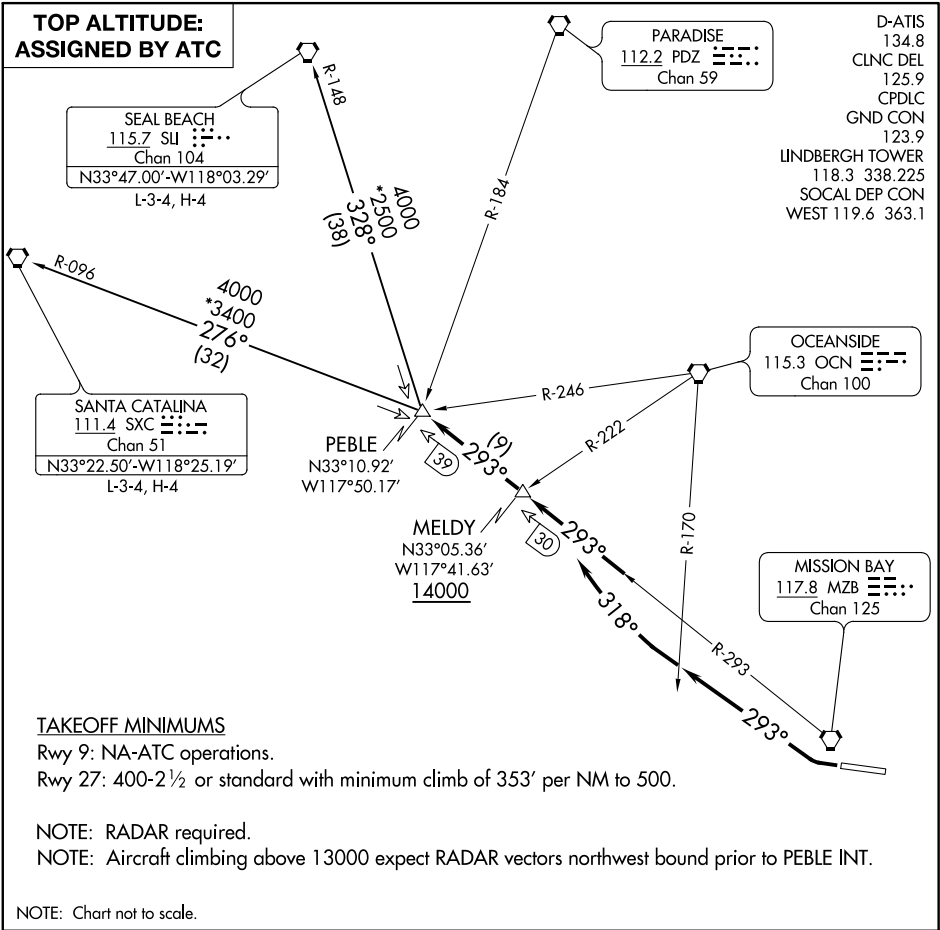 TOP ALTITUDE:
ASSIGNED BY ATC
PARADISE
112.2 PDZ
Chan 59
D-ATIS
134.8
CLNC DEL
125.9
CPDLC
GND CON
123.9
LINDBERGH TOWER
118.3 338.225
SOCAL DEP CON
WEST 119.6 363.1
SEAL BEACH
115.7 SLI
Chan 104
N33°47.00'-W118°03.29'
L-3-4, H-4
R-148
4000
*2500
328°
(38)
R-184
R-096
4000
*3400
276°
(32)
OCEANSIDE
115.3 OCN
Chan 100
SANTA CATALINA
111.4 SXC
Chan 51
N33°22.50'-W118°25.19'
L-3-4, H-4
R-246
R-222
PEBLE
N33°10.92'
W117°50.17'
(9)
293°
39
MELDY
N33°05.36'
W117°41.63'
14000
30
293°
R-170
318°
MISSION BAY
117.8 MZB
Chan 125
R-293
293°
TAKEOFF MINIMUMS
Rwy 9: NA-ATC operations.
Rwy 27: 400-2½ or standard with minimum climb of 353' per NM to 500.
NOTE: RADAR required.
NOTE: Aircraft climbing above 13000 expect RADAR vectors northwest bound prior to PEBLE INT.
NOTE: Chart not to scale.